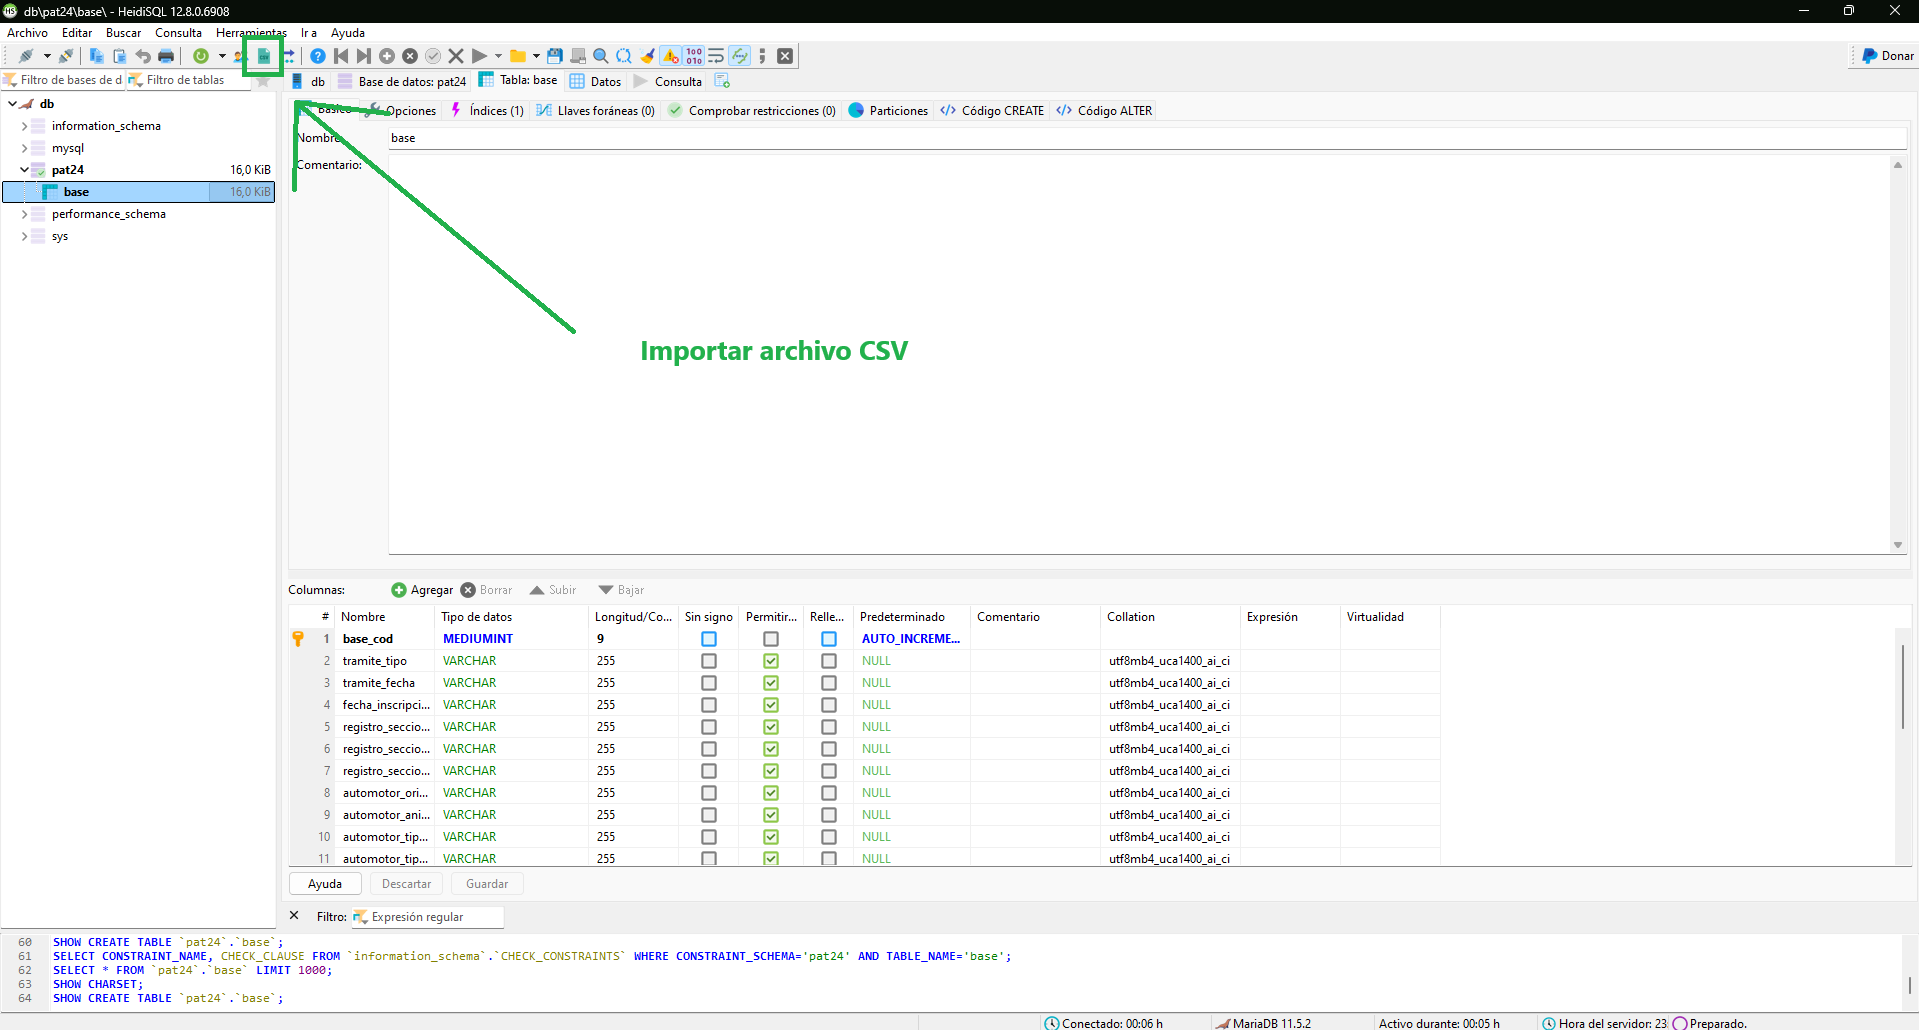 db\pat24\base\ - HeidiSQL 12.8.0.6908
Archivo Editar Buscar Consulta Herramientas Ir a Ayuda
Donar
Filtro de bases de d Filtro de tablas
db Base de datos: pat24 Tabla: base Datos Consulta
db
information_schema
mysql
pat24 16,0 KiB
base 16,0 KiB
performance_schema
sys
Básico Opciones Índices (1) Llaves foráneas (0) Comprobar restricciones (0) Particiones Código CREATE Código ALTER
Nombre: base
Comentario:
Importar archivo CSV
Columnas: Agregar Borrar Subir Bajar
# Nombre Tipo de datos Longitud/Co... Sin signo Permitir... Relle... Predeterminado Comentario Collation Expresión Virtualidad
1 base_cod MEDIUMINT 9 AUTO_INCREME...
2 tramite_tipo VARCHAR 255 NULL utf8mb4_uca1400_ai_ci
3 tramite_fecha VARCHAR 255 NULL utf8mb4_uca1400_ai_ci
4 fecha_inscripci... VARCHAR 255 NULL utf8mb4_uca1400_ai_ci
5 registro_seccio... VARCHAR 255 NULL utf8mb4_uca1400_ai_ci
6 registro_seccio... VARCHAR 255 NULL utf8mb4_uca1400_ai_ci
7 registro_seccio... VARCHAR 255 NULL utf8mb4_uca1400_ai_ci
8 automotor_ori... VARCHAR 255 NULL utf8mb4_uca1400_ai_ci
9 automotor_ani... VARCHAR 255 NULL utf8mb4_uca1400_ai_ci
10 automotor_tip... VARCHAR 255 NULL utf8mb4_uca1400_ai_ci
11 automotor_tip... VARCHAR 255 NULL utf8mb4_uca1400_ai_ci
Ayuda Descartar Guardar
Filtro: Expresión regular
60 SHOW CREATE TABLE `pat24`.`base`;
61 SELECT CONSTRAINT_NAME, CHECK_CLAUSE FROM `information_schema`.`CHECK_CONSTRAINTS` WHERE CONSTRAINT_SCHEMA='pat24' AND TABLE_NAME='base';
62 SELECT * FROM `pat24`.`base` LIMIT 1000;
63 SHOW CHARSET;
64 SHOW CREATE TABLE `pat24`.`base`;
Conectado: 00:06 h MariaDB 11.5.2 Activo durante: 00:05 h Hora del servidor: 23 Preparado.